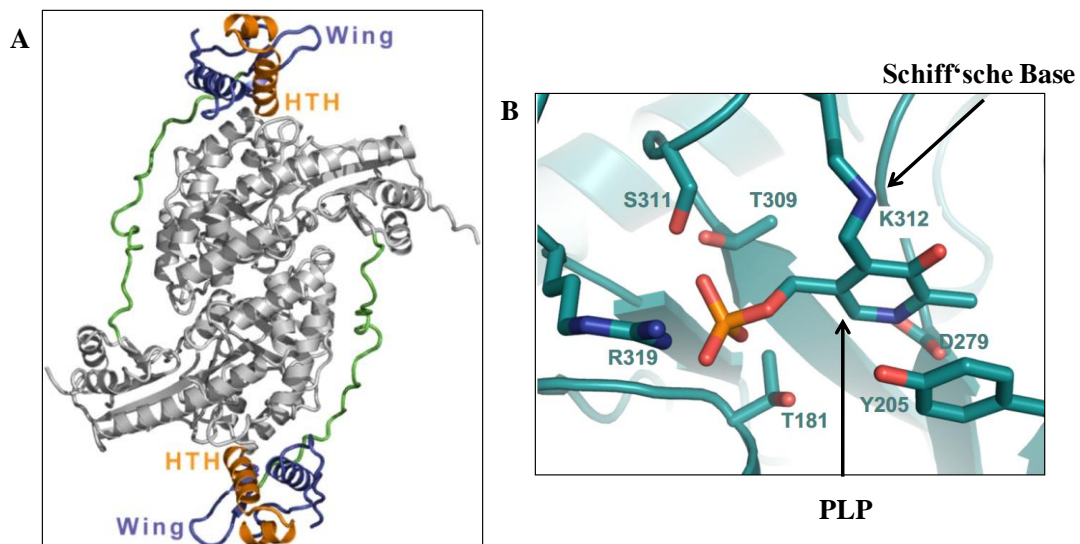 A
Wing
HTH
HTH
Wing
Schiff‘sche Base
B
S311
T309
K312
R319
D279
Y205
T181
PLP